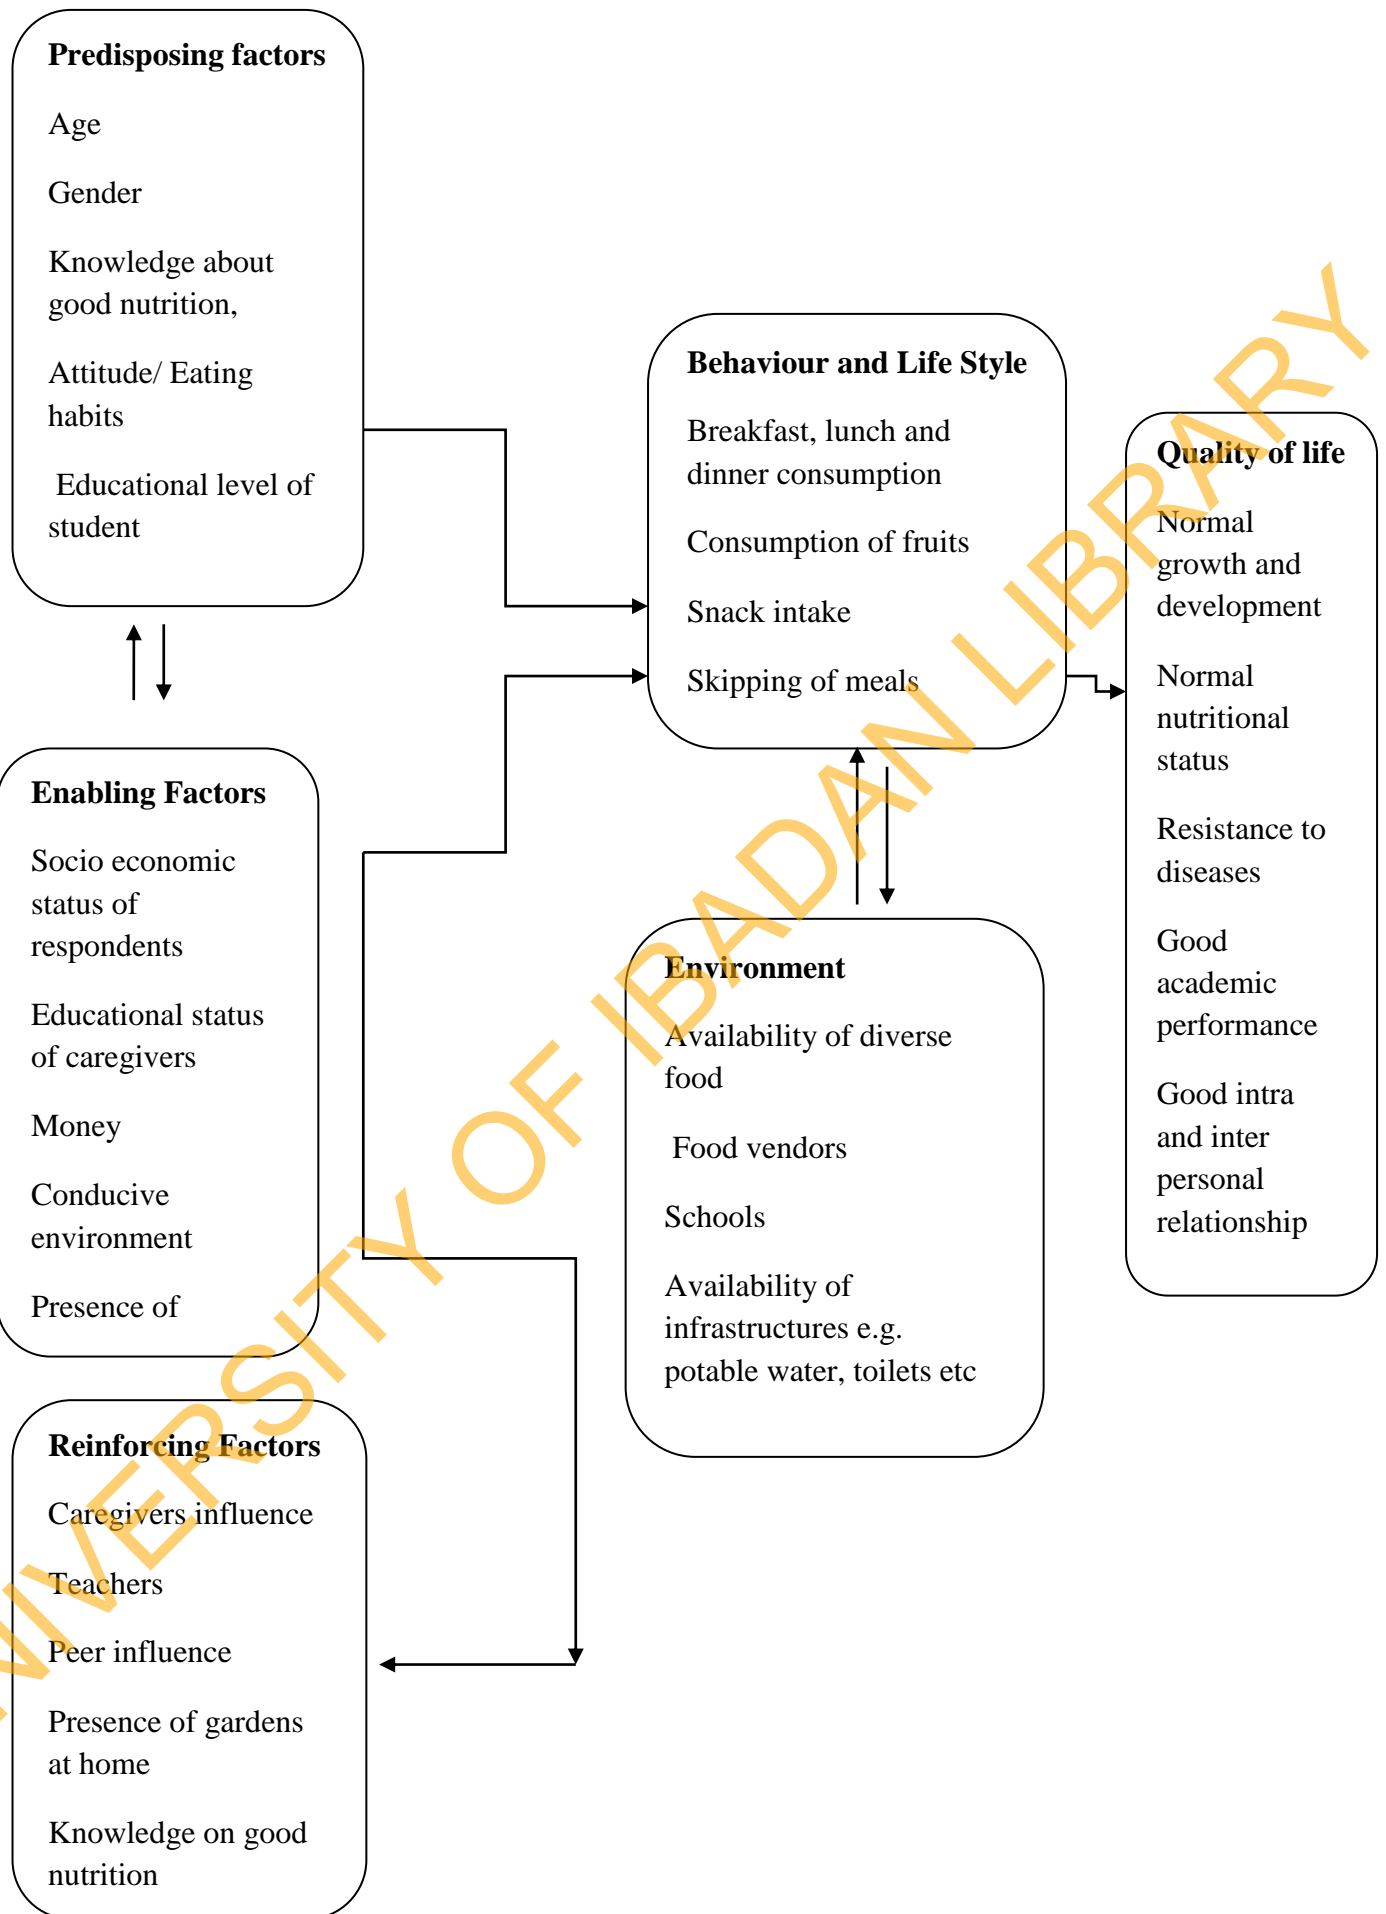 Predisposing factors
Age
Gender
Knowledge about
good nutrition,
Attitude/ Eating
habits
Educational level of
student
Enabling Factors
Socio economic
status of
respondents
Educational status
of caregivers
Money
Conducive
environment
Presence of
Reinforcing Factors
Caregivers influence
Teachers
Peer influence
Presence of gardens
at home
Knowledge on good
nutrition
Behaviour and Life Style
Breakfast, lunch and
dinner consumption
Consumption of fruits
Snack intake
Skipping of meals
Environment
Availability of diverse
food
Food vendors
Schools
Availability of
infrastructures e.g.
potable water, toilets etc
Quality of life
Normal
growth and
development
Normal
nutritional
status
Resistance to
diseases
Good
academic
performance
Good intra
and inter
personal
relationship
NIVERSITY OF IBADAN LIBRARY